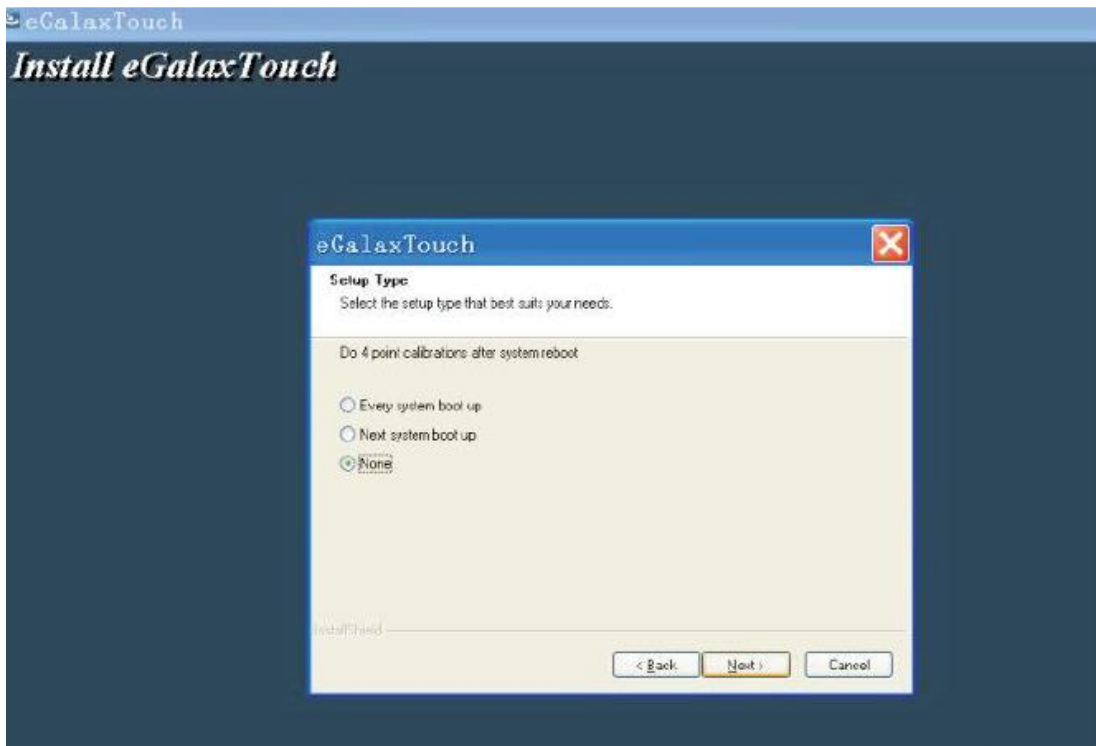 eGalaxTouch
Install eGalaxTouch
eGalaxTouch
Setup Type
Select the setup type that best suits your needs.
Do 4 point calibrations after system reboot
Every system boot up
Next system boot up
None
InstallShield
< Back Next > Cancel